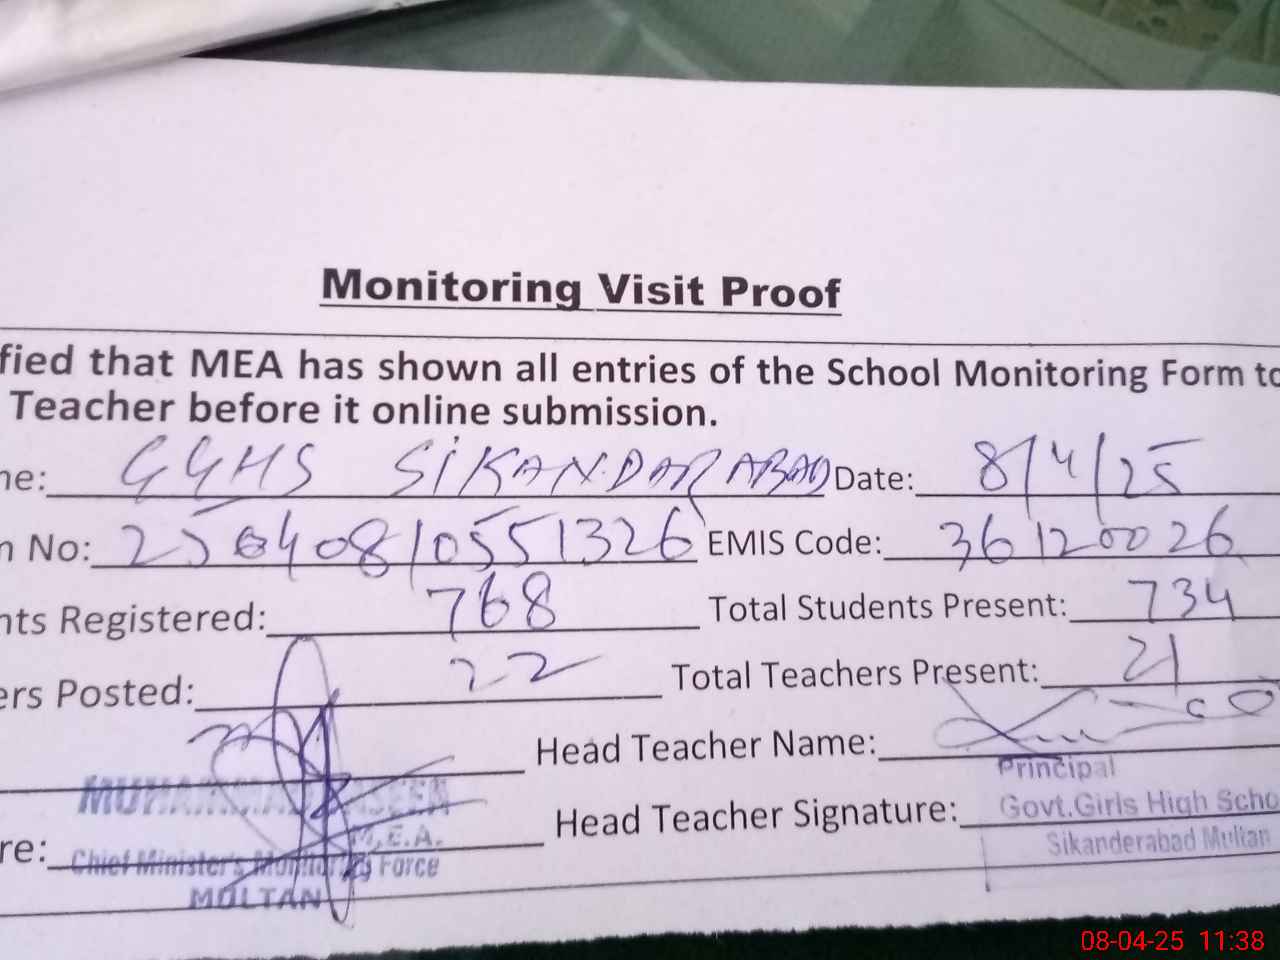 Monitoring Visit Proof
fied that MEA has shown all entries of the School Monitoring Form to
Teacher before it online submission.
ne: GGHS SIKANDARABAD Date: 8/4/25
n No: 25040810551326 EMIS Code: 36120026
nts Registered: 768 Total Students Present: 734
ers Posted: 22 Total Teachers Present: 21
Head Teacher Name:
Principal
MUHAMMAD Head Teacher Signature: Govt.Girls High Scho
M.E.A. Sikanderabad Multan
re: Chief Minister's Monitoring Force
MULTAN
08-04-25 11:38